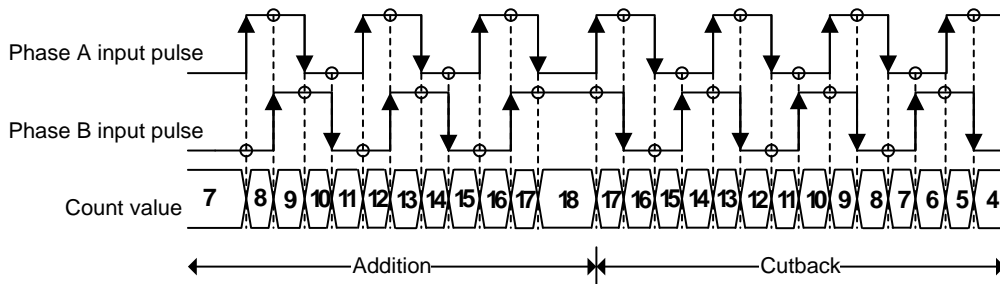 Phase A input pulse
Phase B input pulse
Count value 7 8 9 10 11 12 13 14 15 16 17 18 17 16 15 14 13 12 11 10 9 8 7 6 5 4
Addition Cutback